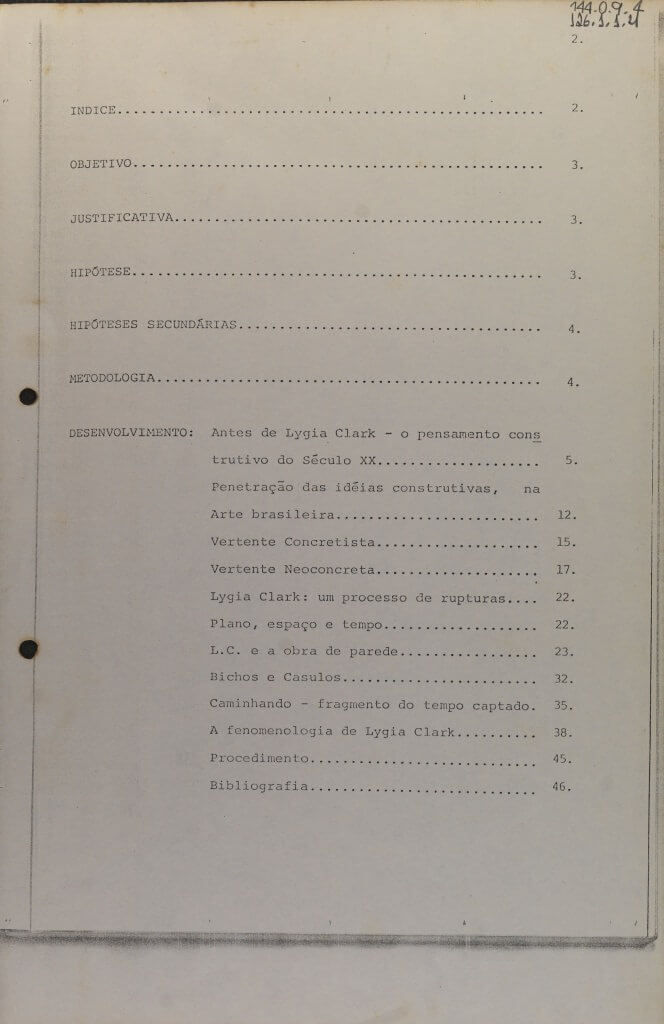 144.0.9.4
126.1.1.21
2.
INDICE.................................................... 2.
OBJETIVO.................................................. 3.
JUSTIFICATIVA............................................. 3.
HIPÓTESE.................................................. 3.
HIPÓTESES SECUNDÁRIAS..................................... 4.
METODOLOGIA............................................... 4.
DESENVOLVIMENTO: Antes de Lygia Clark - o pensamento cons
trutivo do Século XX.................... 5.
Penetração das idéias construtivas, na
Arte brasileira......................... 12.
Vertente Concretista.................... 15.
Vertente Neoconcreta.................... 17.
Lygia Clark: um processo de rupturas.... 22.
Plano, espaço e tempo................... 22.
L.C. e a obra de parede................. 23.
Bichos e Casulos........................ 32.
Caminhando - fragmento do tempo captado. 35.
A fenomenologia de Lygia Clark.......... 38.
Procedimento............................ 45.
Bibliografia............................ 46.